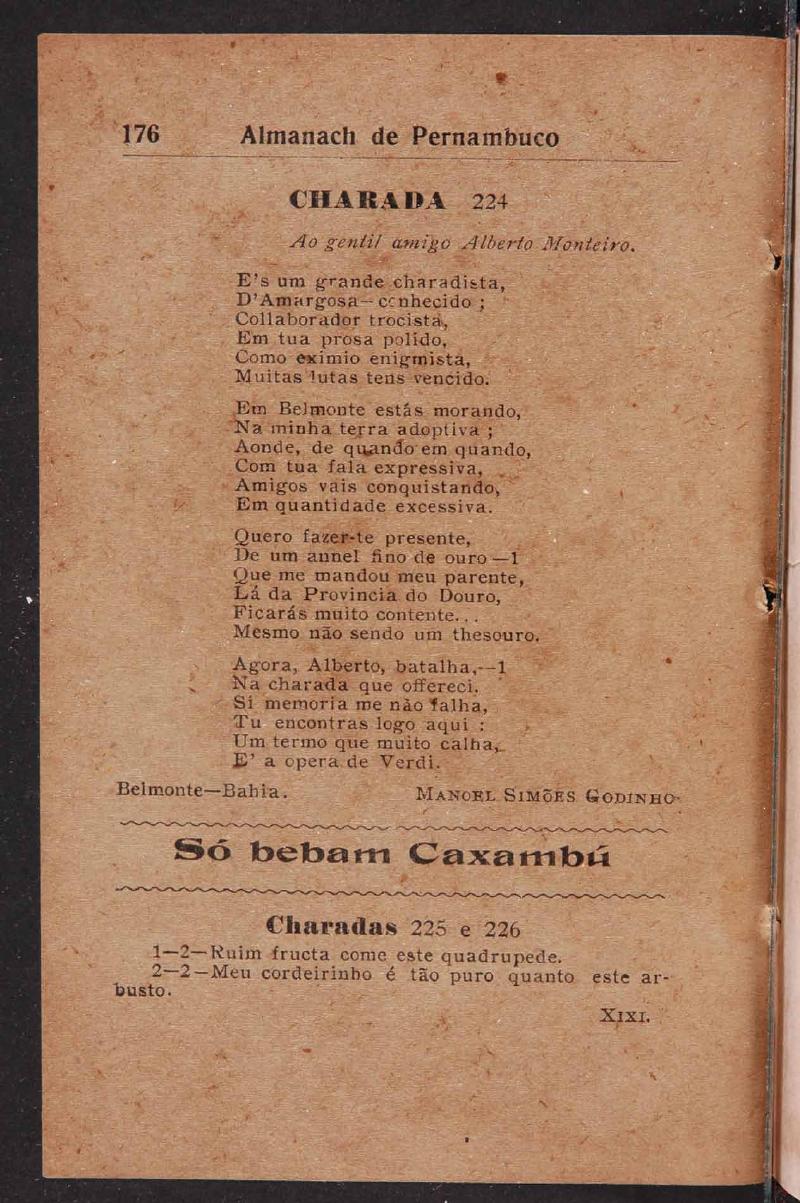 176 Almanach de Pernambuco
CHARADA 224
Ao gentil amigo Alberto Monteiro.
E's um grande charadista,
D'Amargosa—conhecido ;
Collaborador trocista,
Em tua prosa polido,
Como eximio enigmista,
Muitas lutas tens vencido.
Em Belmonte estás morando,
Na minha terra adoptiva ;
Aonde, de quando em quando,
Com tua fala expressiva,
Amigos vais conquistando,
Em quantidade excessiva.
Quero fazer-te presente,
De um annel fino de ouro—1
Que me mandou meu parente,
Lá da Provincia do Douro,
Ficarás muito contente...
Mesmo não sendo um thesouro.
Agora, Alberto, batalha,—1
Na charada que offereci.
Si memoria me não falha,
Tu encontras logo aqui :
Um termo que muito calha,
E' a opera de Verdi.
Belmonte—Bahia. MANOEL SIMÕES GODINHO
Só bebam Caxambú
Charadas 225 e 226
1—2—Ruim fructa come este quadrupede.
2—2—Meu cordeirinho é tão puro quanto este ar-
busto.
XIXI.